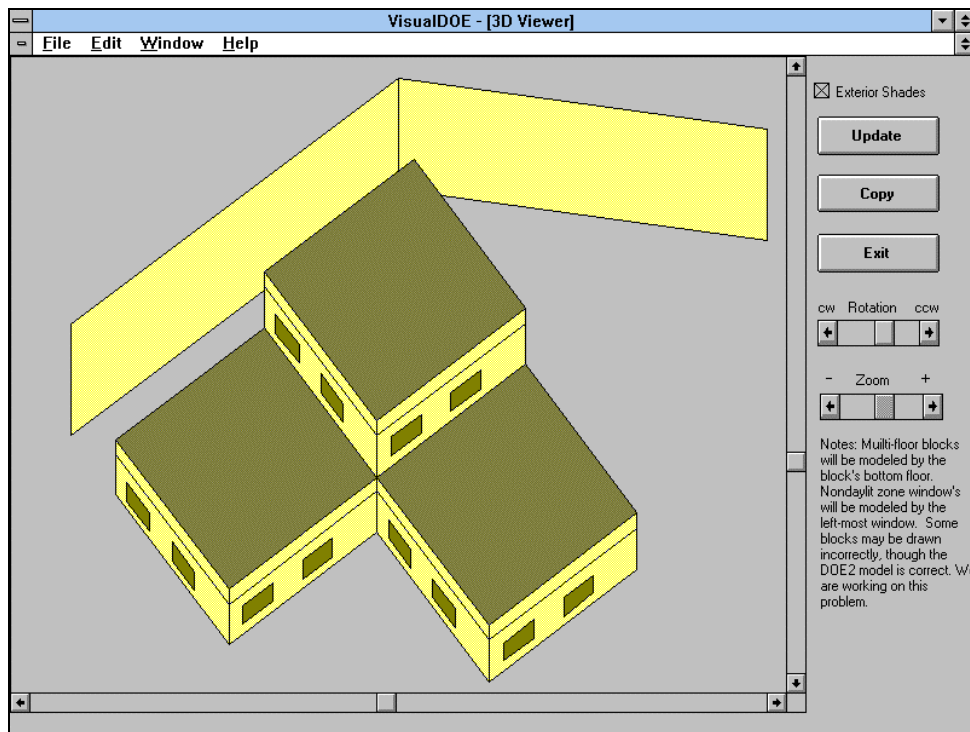 VisualDOE - [3D Viewer]
File Edit Window Help
Exterior Shades
Update
Copy
Exit
cw Rotation ccw
- Zoom +
Notes: Muilti-floor blocks
will be modeled by the
block's bottom floor.
Nondaylit zone window's
will be modeled by the
left-most window. Some
blocks may be drawn
incorrectly, though the
DOE2 model is correct. W
are working on this
problem.